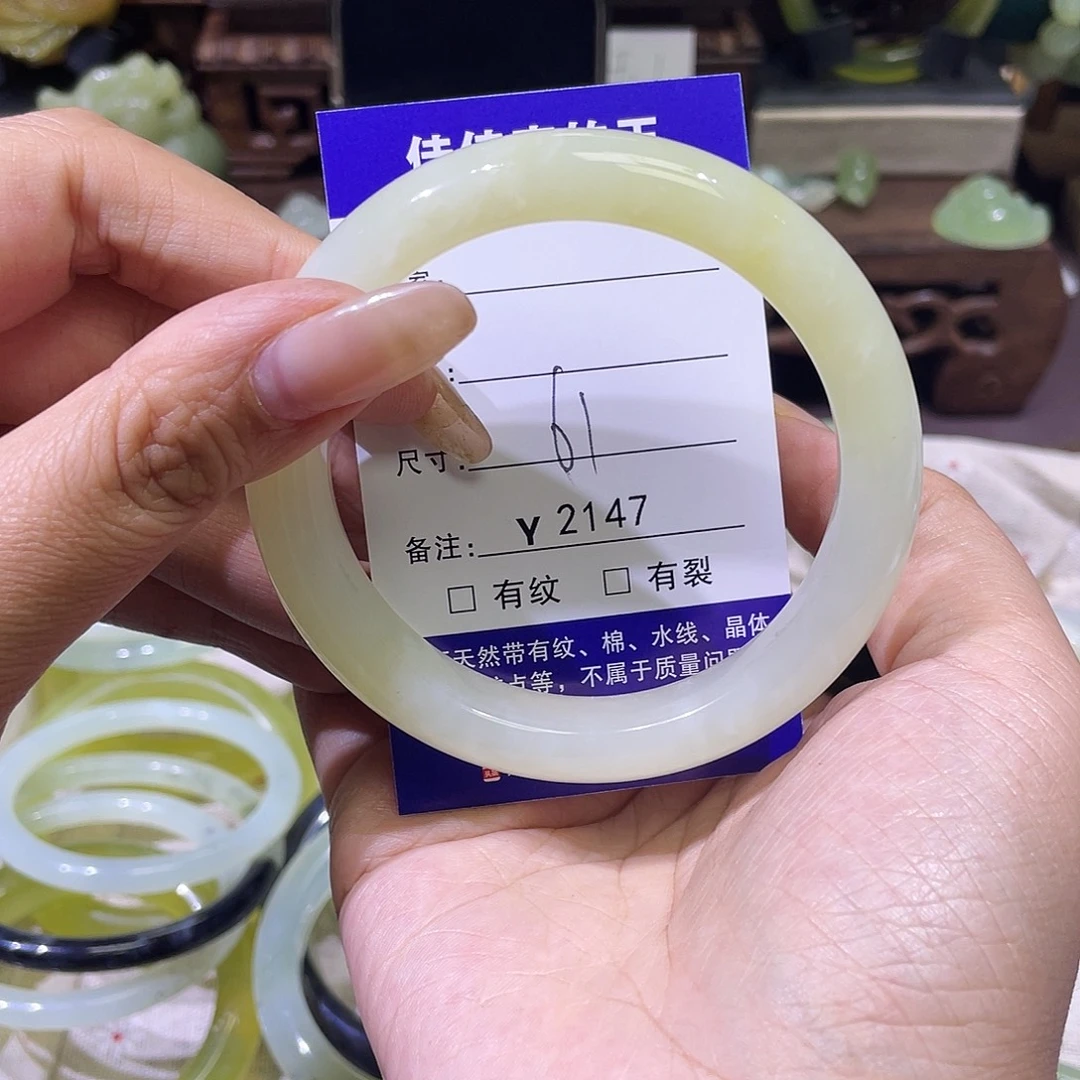 尺寸: 61
备注: Y 2147
□ 有纹 □ 有裂
天然带有纹、棉、水线、晶体
点等，不属于质量问